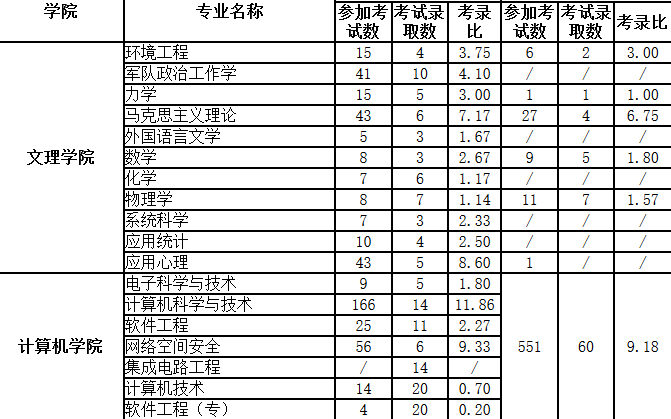 学院 专业名称 参加考试数 考试录取数 考录比 参加考试数 考试录取数 考录比
文理学院
环境工程 15 4 3.75 6 2 3.00
军队政治工作学 41 10 4.10 / / /
力学 15 5 3.00 1 1 1.00
马克思主义理论 43 6 7.17 27 4 6.75
外国语言文学 5 3 1.67 / / /
数学 8 3 2.67 9 5 1.80
化学 7 6 1.17 / / /
物理学 8 7 1.14 11 7 1.57
系统科学 7 3 2.33 / / /
应用统计 10 4 2.50 / / /
应用心理 43 5 8.60 1 / /
计算机学院
电子科学与技术 9 5 1.80
计算机科学与技术 166 14 11.86
软件工程 25 11 2.27
网络空间安全 56 6 9.33 551 60 9.18
集成电路工程 / 14 /
计算机技术 14 20 0.70
软件工程（专） 4 20 0.20